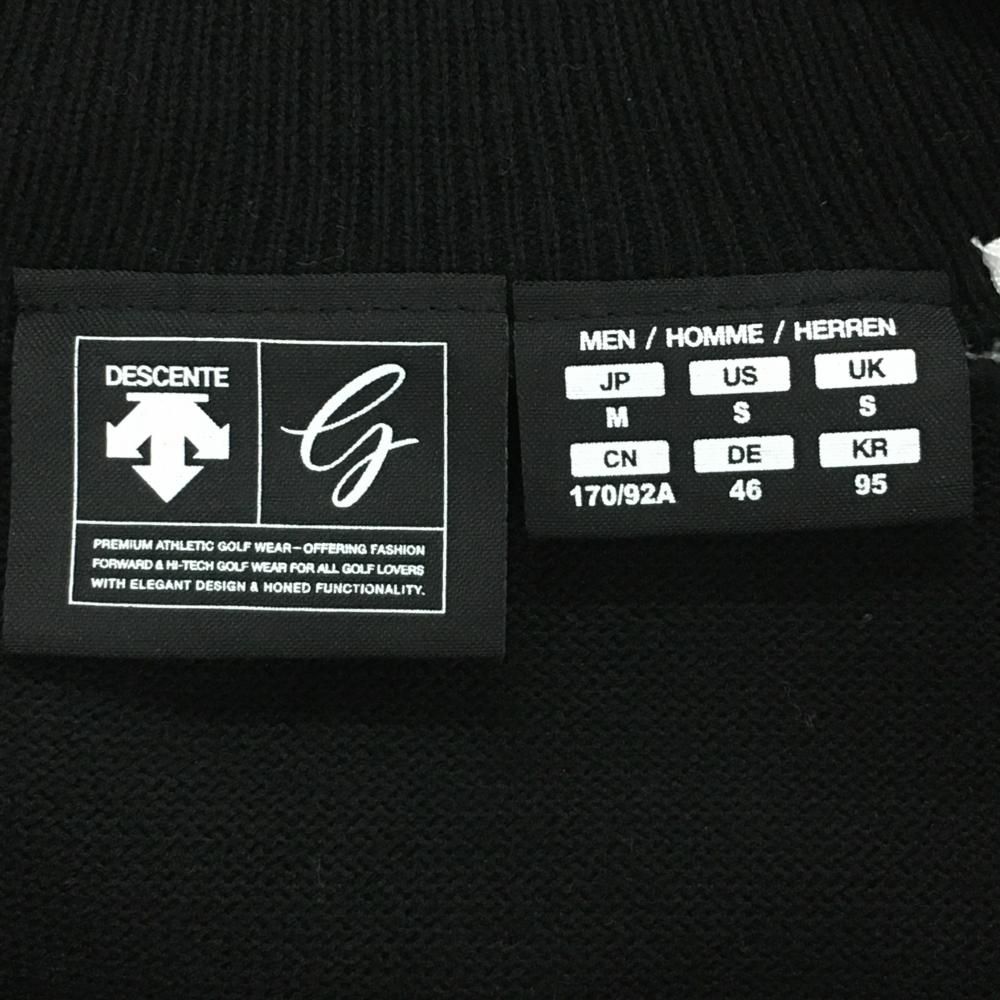 DESCENTE
G
PREMIUM ATHLETIC GOLF WEAR–OFFERING FASHION
FORWARD & HI-TECH GOLF WEAR FOR ALL GOLF LOVERS
WITH ELEGANT DESIGN & HONED FUNCTIONALITY.
MEN / HOMME / HERREN
JP US UK
M S S
CN DE KR
170/92A 46 95